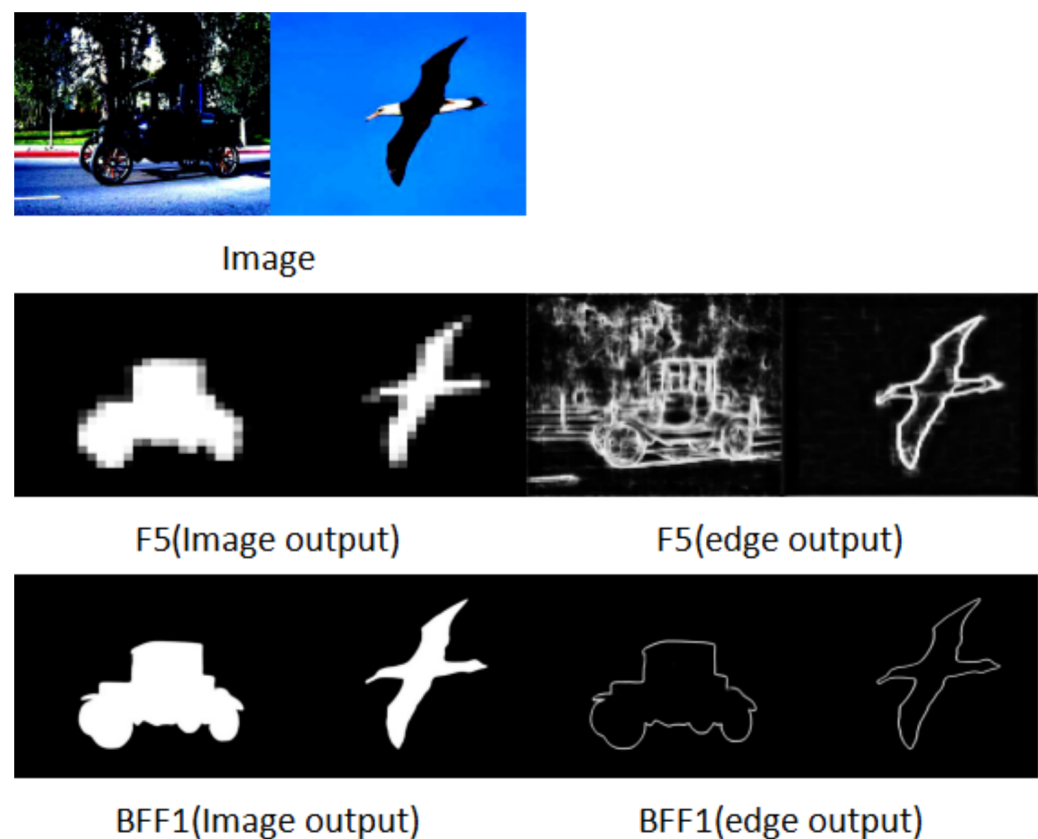 Image
F5(Image output)
F5(edge output)
BFF1(Image output)
BFF1(edge output)